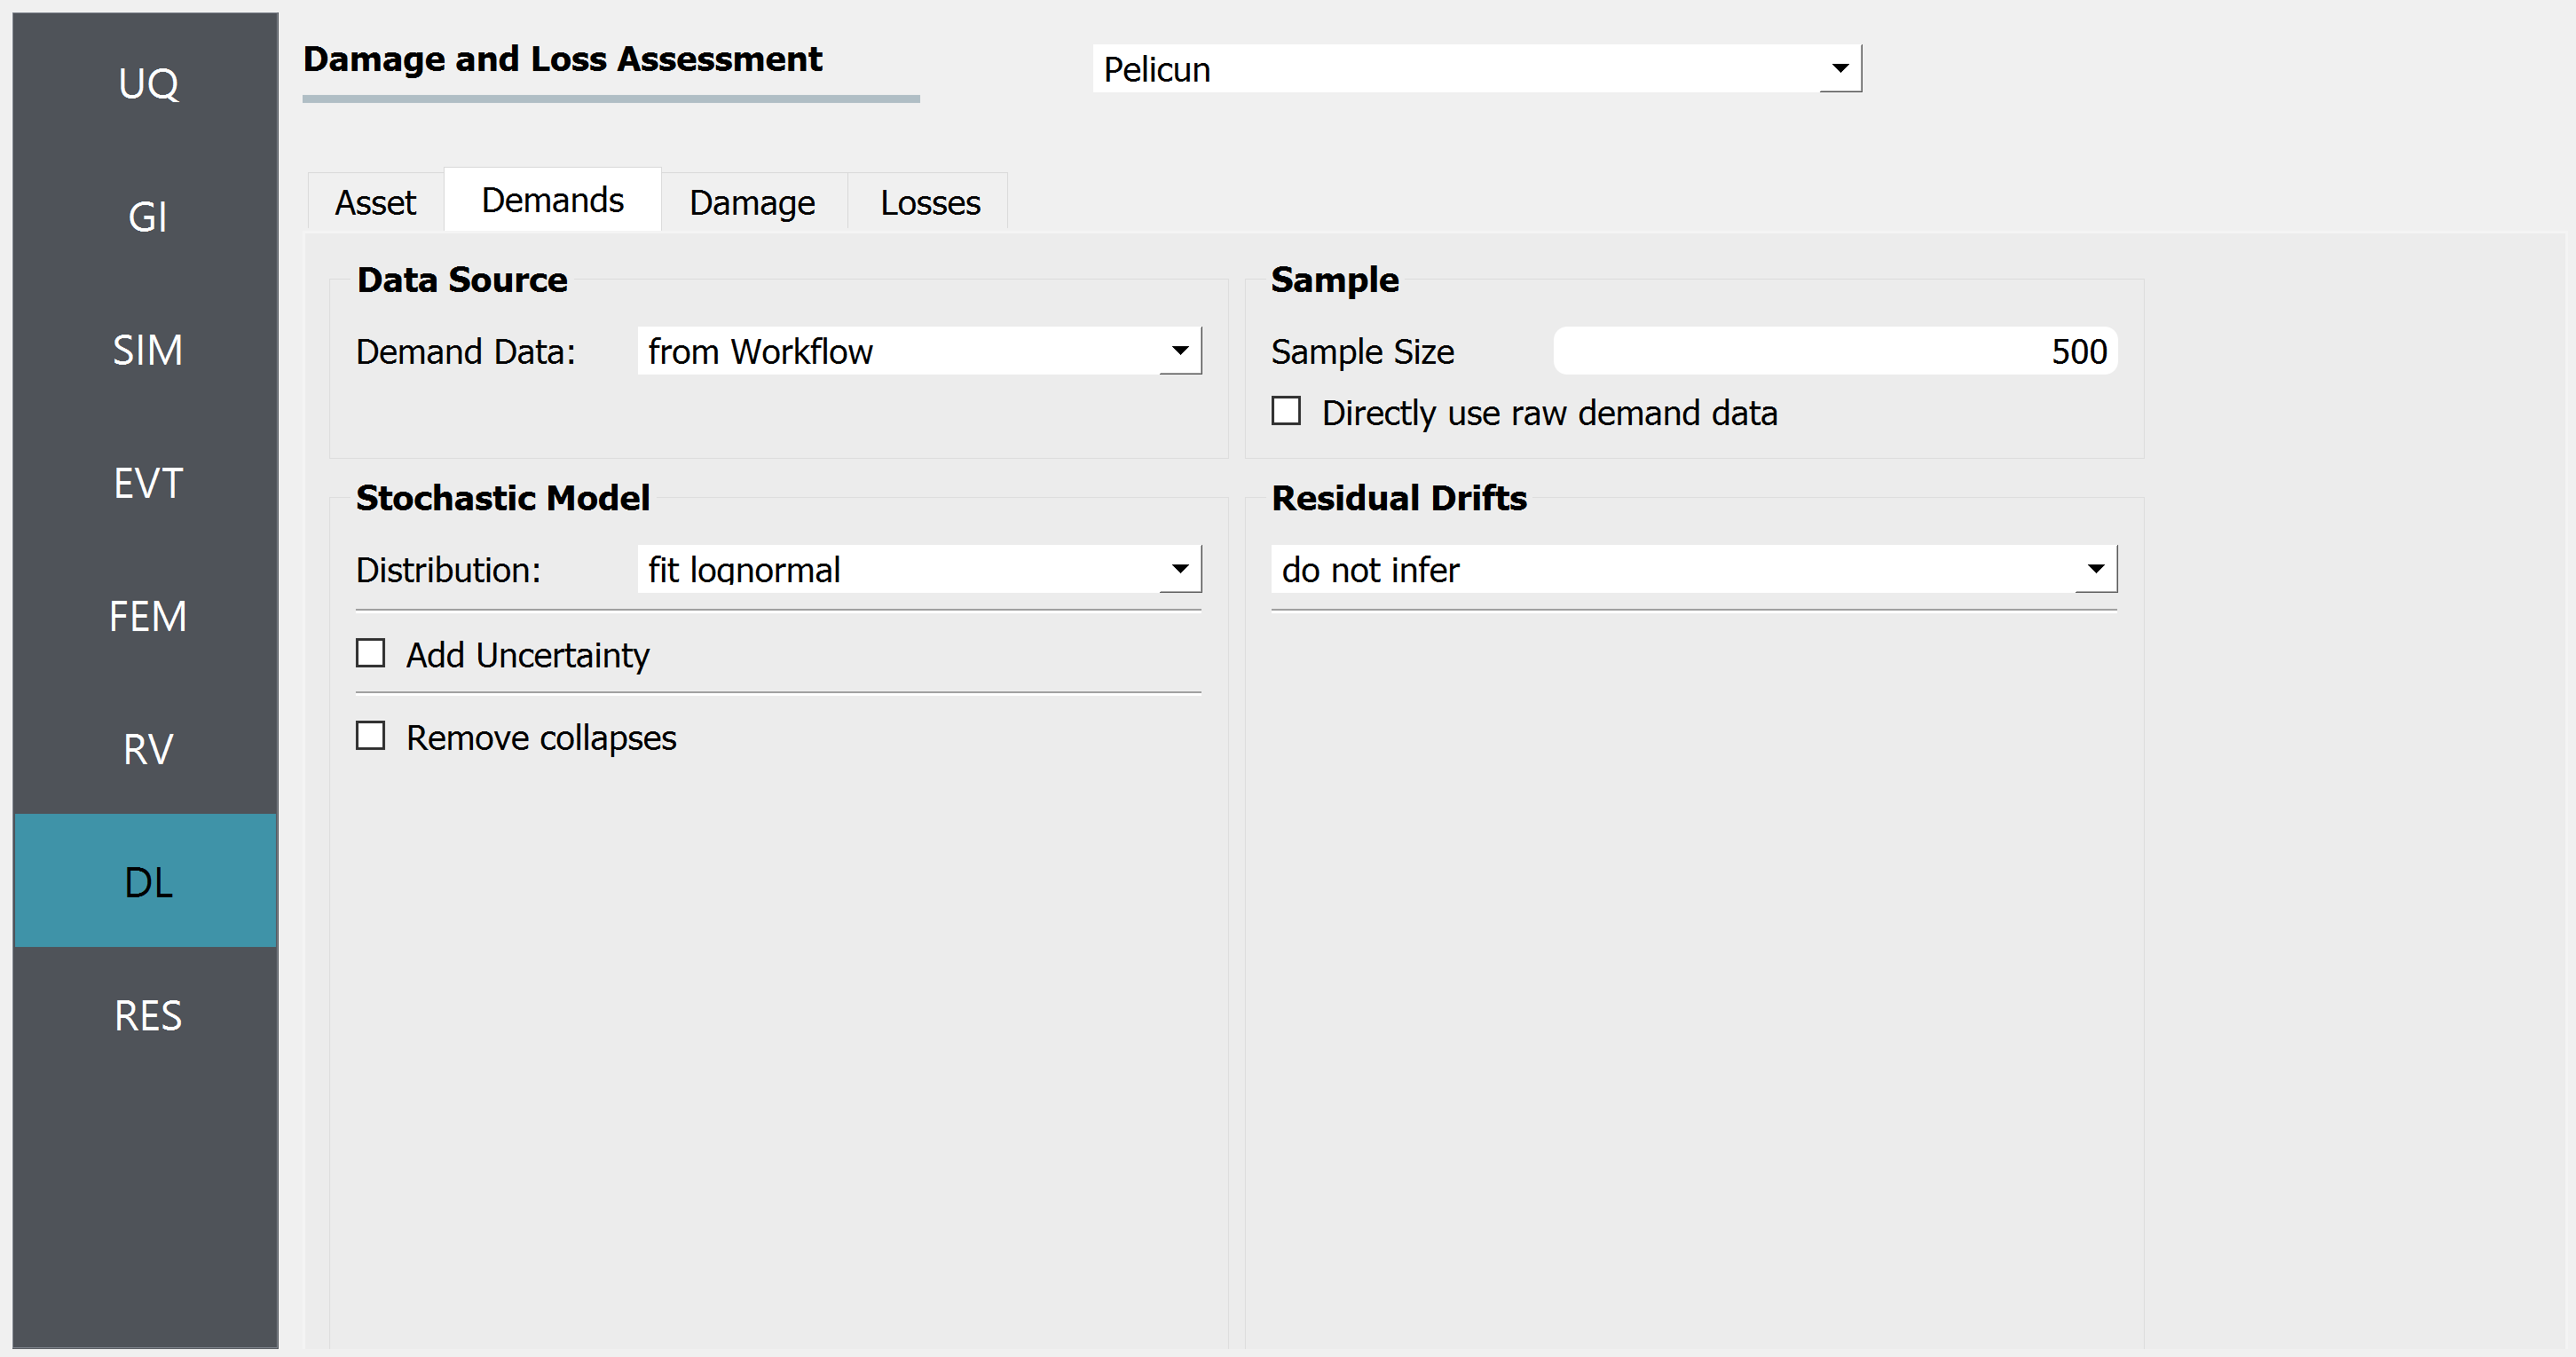 UQ
GI
SIM
EVT
FEM
RV
DL
RES
Damage and Loss Assessment
Pelicun
Asset Demands Damage Losses
Data Source
Demand Data: from Workflow
Sample
Sample Size 500
Directly use raw demand data
Stochastic Model
Distribution: fit lognormal
Add Uncertainty
Remove collapses
Residual Drifts
do not infer